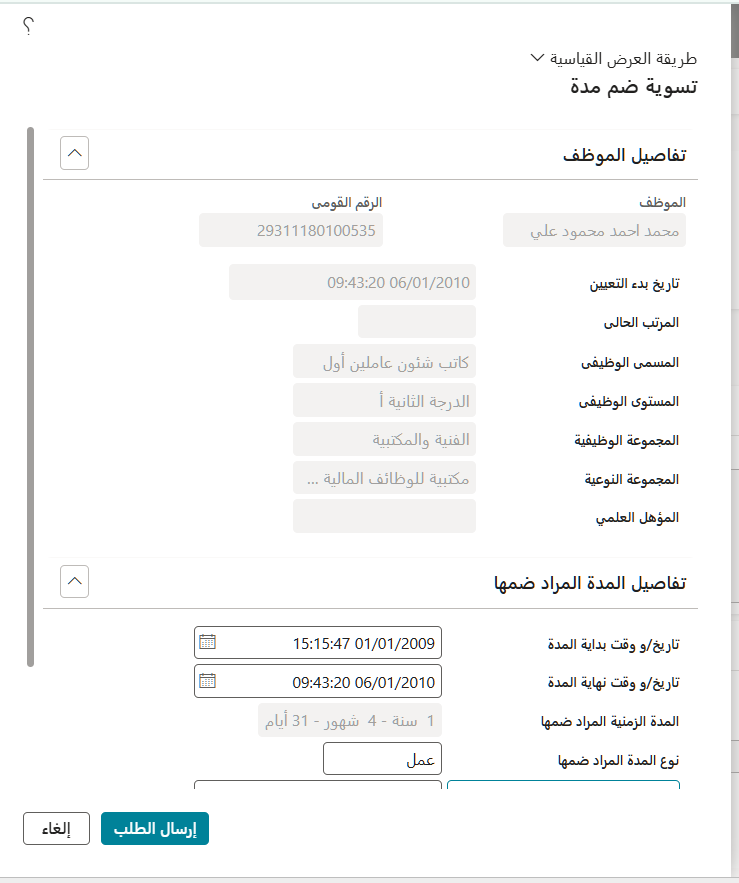 ؟
طريقة العرض القياسية
تسوية ضم مدة
تفاصيل الموظف
الموظف
محمد احمد محمود علي
الرقم القومى
29311180100535
تاريخ بدء التعيين 09:43:20 06/01/2010
المرتب الحالى
المسمى الوظيفى كاتب شئون عاملين أول
المستوى الوظيفى الدرجة الثانية أ
المجموعة الوظيفية الفنية والمكتبية
المجموعة النوعية مكتبية للوظائف المالية ...
المؤهل العلمي
تفاصيل المدة المراد ضمها
تاريخ/و وقت بداية المدة 15:15:47 01/01/2009
تاريخ/و وقت نهاية المدة 09:43:20 06/01/2010
المدة الزمنية المراد ضمها 1 سنة - 4 شهور - 31 أيام
نوع المدة المراد ضمها عمل
إرسال الطلب
إلغاء